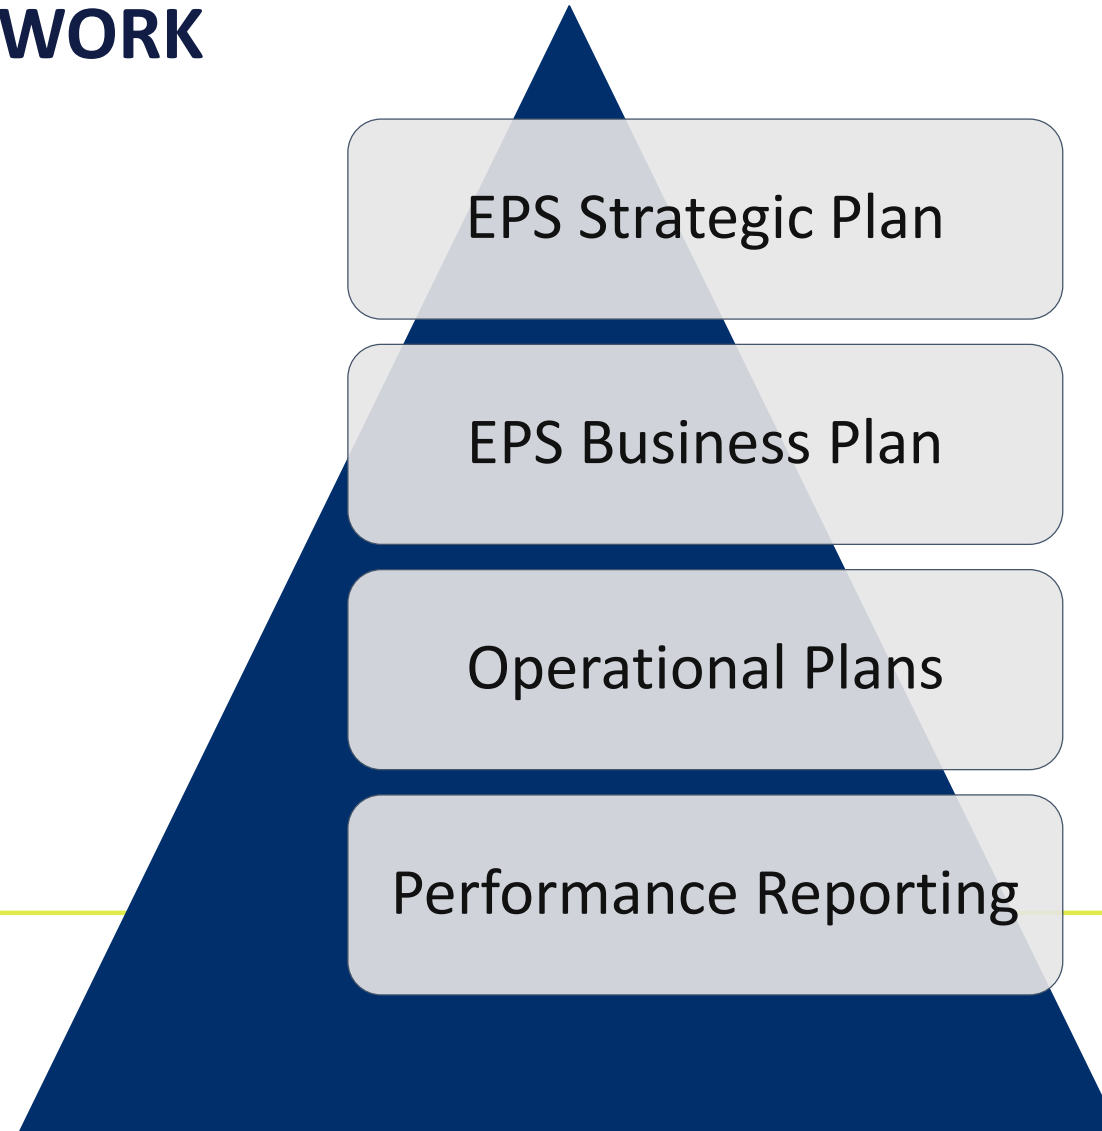 WORK
EPS Strategic Plan
EPS Business Plan
Operational Plans
Performance Reporting